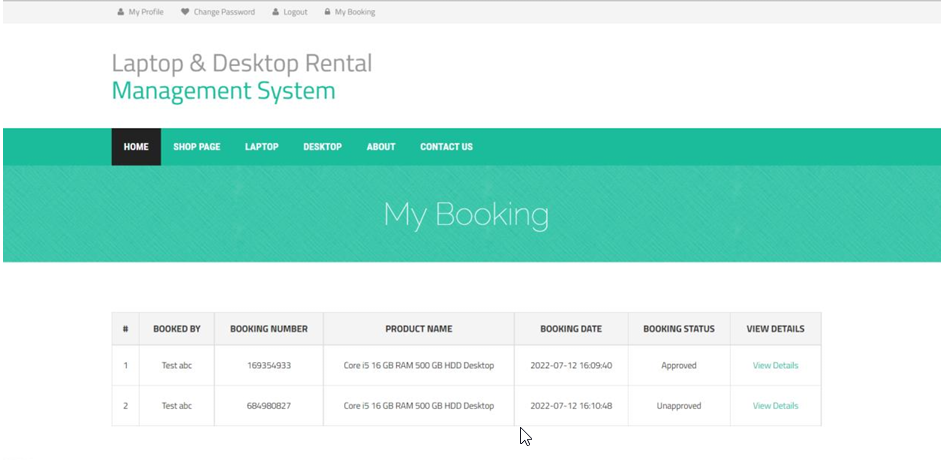 My Profile Change Password Logout My Booking
Laptop & Desktop Rental
Management System
HOME SHOP PAGE LAPTOP DESKTOP ABOUT CONTACT US
My Booking
# BOOKED BY BOOKING NUMBER PRODUCT NAME BOOKING DATE BOOKING STATUS VIEW DETAILS
1 Test abc 169354933 Core i5 16 GB RAM 500 GB HDD Desktop 2022-07-12 16:09:40 Approved View Details
2 Test abc 684980827 Core i5 16 GB RAM 500 GB HDD Desktop 2022-07-12 16:10:48 Unapproved View Details